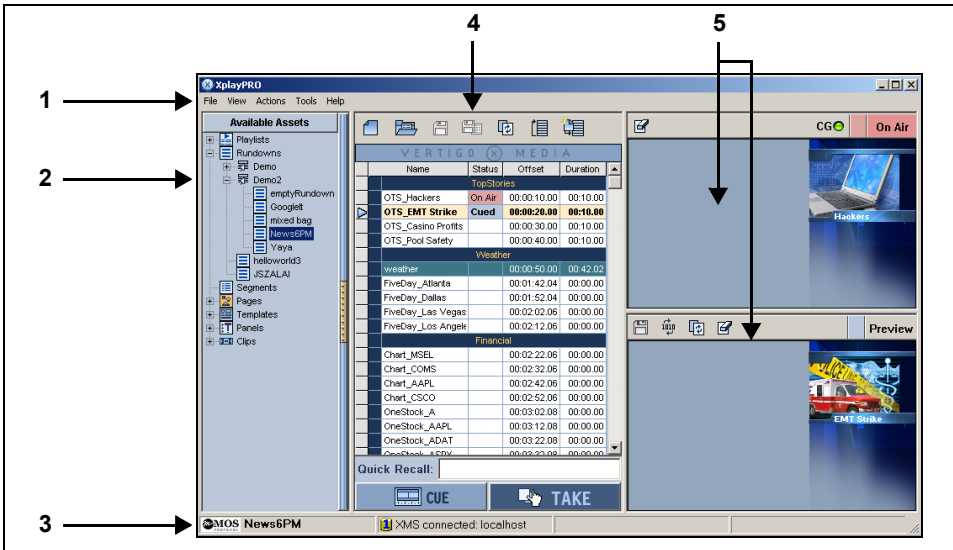 4
5
XplayPRO
1
File View Actions Tools Help
Available Assets
Playlists
Rundowns
2
Demo
Demo2
emptyRundown
GoogleIt
mixed bag
News6PM
Yaya
helloworld3
JSZALAI
Segments
Pages
Templates
Panels
Clips
VERTIGO X MEDIA
Name Status Offset Duration
TopStories
OTS_Hackers On Air 00:00:10.00 00:10.00
OTS_EMT Strike Cued 00:00:20.00 00:10.00
OTS_Casino Profits 00:00:30.00 00:10.00
OTS_Pool Safety 00:00:40.00 00:10.00
Weather
weather 00:00:50.00 00:42.02
FiveDay_Atlanta 00:01:42.04 00:00.00
FiveDay_Dallas 00:01:52.04 00:00.00
FiveDay_Las Vegas 00:02:02.06 00:00.00
FiveDay_Los Angele 00:02:12.06 00:00.00
Financial
Chart_MSEL 00:02:22.06 00:00.00
Chart_COMS 00:02:32.06 00:00.00
Chart_AAPL 00:02:42.06 00:00.00
Chart_CSCO 00:02:52.06 00:00.00
OneStock_A 00:03:02.08 00:00.00
OneStock_AAPL 00:03:12.08 00:00.00
OneStock_ADAT 00:03:22.08 00:00.00
Quick Recall:
CUE TAKE
CG On Air
Hackers
1010
Preview
POLICE LINE
EMT Strike
3
MOS PROTOCOL News6PM
XMS connected: localhost